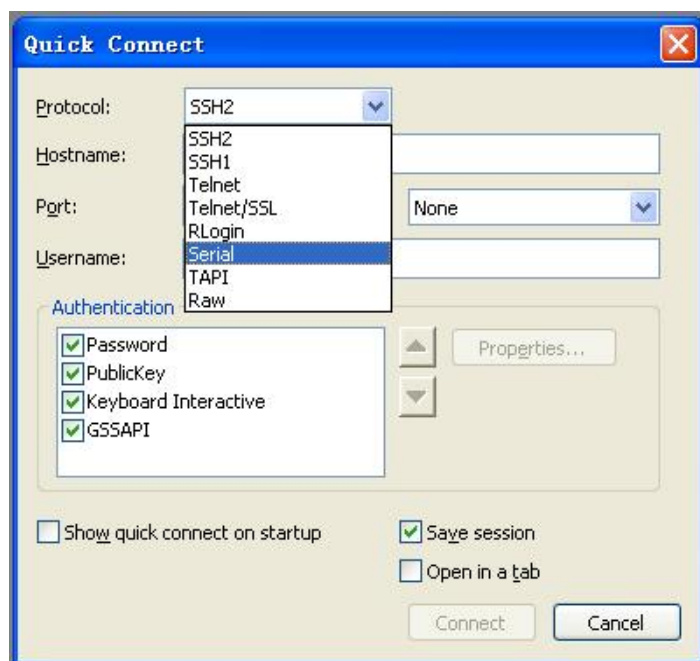 Quick Connect
Protocol: SSH2
SSH2
Hostname:
SSH1
Telnet
Port:
Telnet/SSL
None
RLogin
Username:
Serial
TAPI
Raw
Authentication
Password
Properties...
PublicKey
Keyboard Interactive
GSSAPI
Show quick connect on startup
Save session
Open in a tab
Connect
Cancel